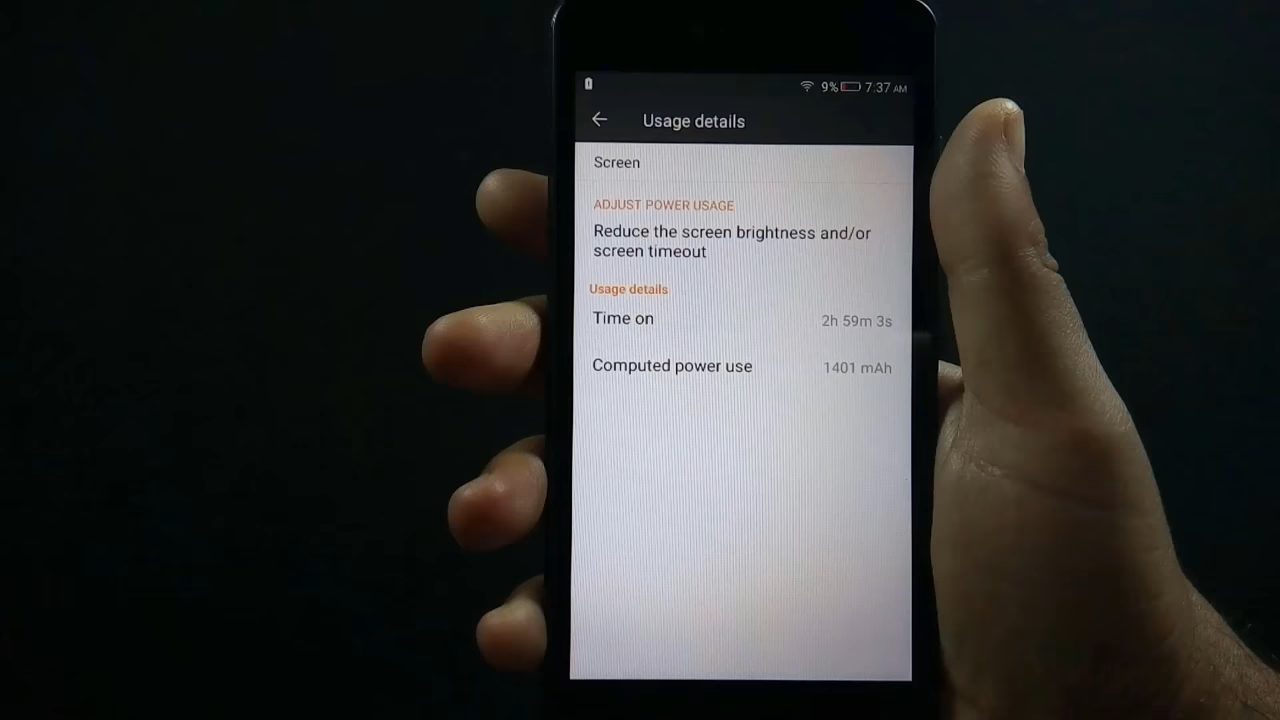 9% 7:37 AM
Usage details
Screen
ADJUST POWER USAGE
Reduce the screen brightness and/or
screen timeout
Usage details
Time on 2h 59m 3s
Computed power use 1401 mAh